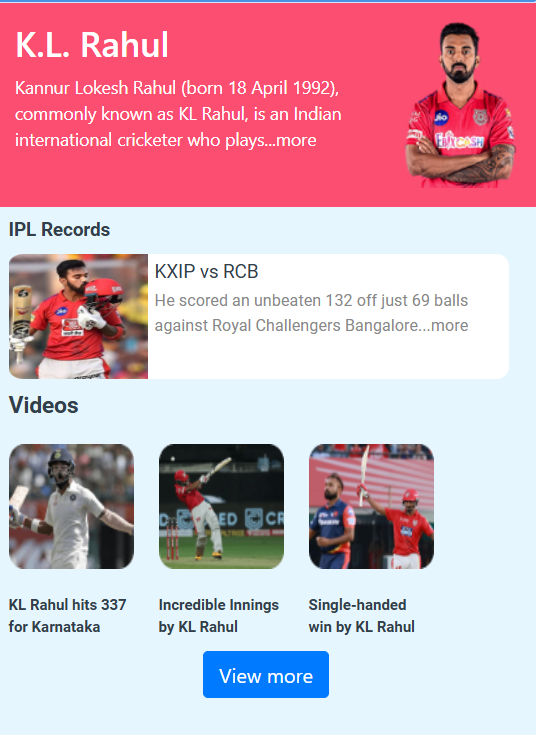 K.L. Rahul
Kannur Lokesh Rahul (born 18 April 1992),
commonly known as KL Rahul, is an Indian
international cricketer who plays...more
Jio
IPL Records
KXIP vs RCB
He scored an unbeaten 132 off just 69 balls
against Royal Challengers Bangalore...more
Videos
KL Rahul hits 337
for Karnataka
Incredible Innings
by KL Rahul
Single-handed
win by KL Rahul
View more